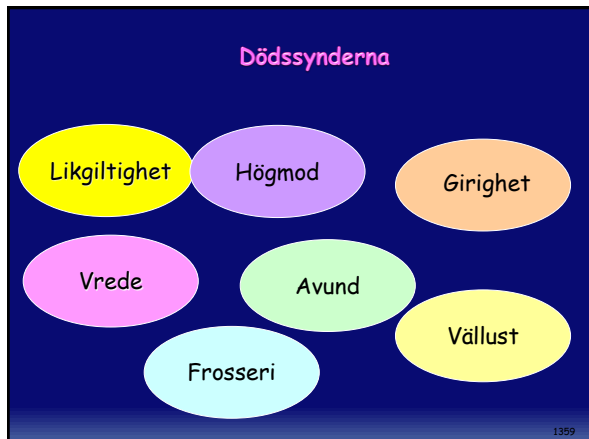 Dödssynderna
Likgiltighet
Högmod
Girighet
Vrede
Avund
Vällust
Frosseri
1359